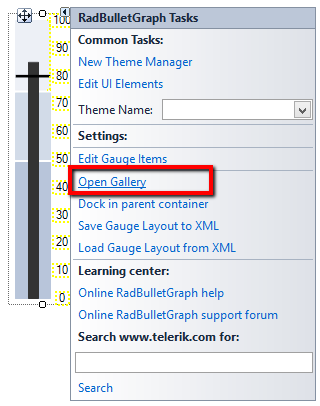 RadBulletGraph Tasks
Common Tasks:
New Theme Manager
Edit UI Elements
Theme Name:
Settings:
Edit Gauge Items
Open Gallery
Dock in parent container
Save Gauge Layout to XML
Load Gauge Layout from XML
Learning center:
Online RadBulletGraph help
Online RadBulletGraph support forum
Search www.telerik.com for:
Search
100
90
80
70
60
50
40
30
20
10
0